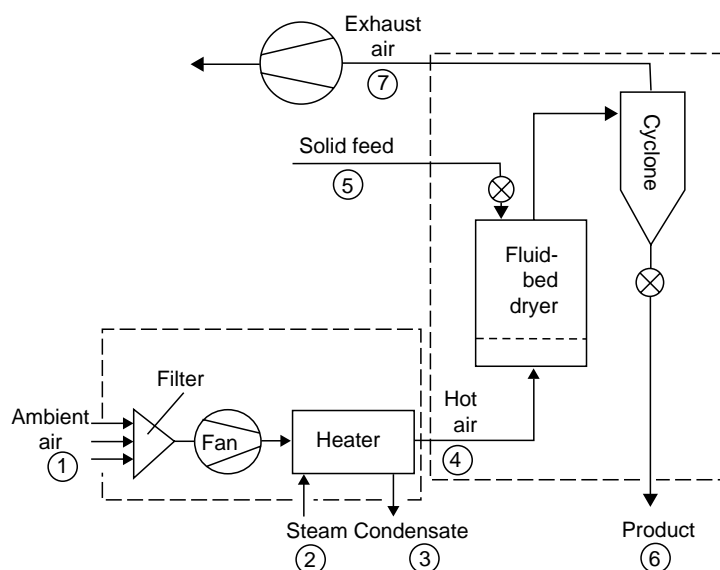 Exhaust
air
7
Solid feed
5
Cyclone
Fluid-
bed
dryer
Filter
Ambient
air
1
Fan
Heater
Hot
air
4
Steam Condensate
2 3
Product
6